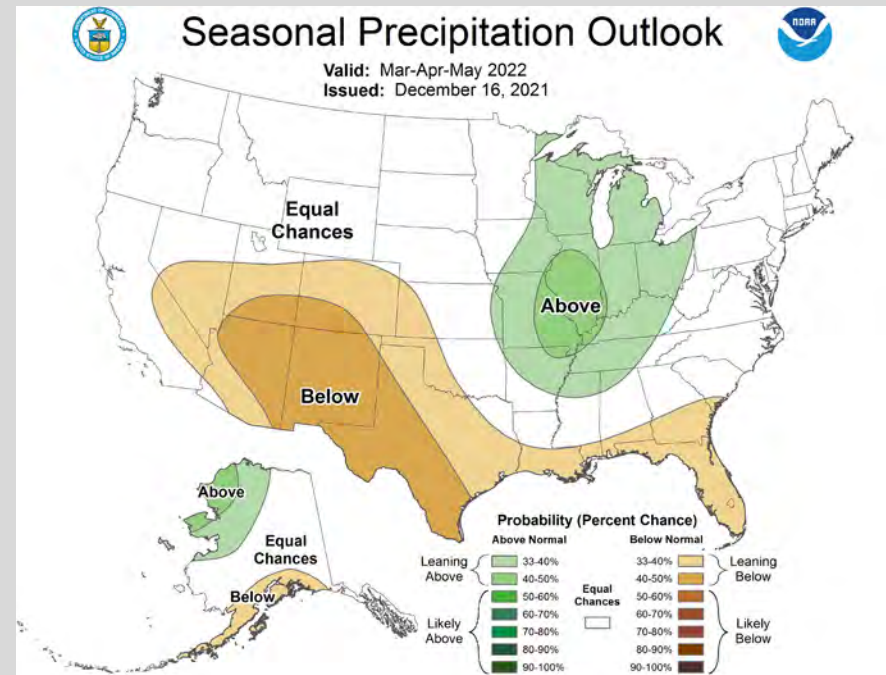 Seasonal Precipitation Outlook
NOAA
Valid: Mar-Apr-May 2022
Issued: December 16, 2021
Equal
Chances
Above
Below
Above
Equal
Chances
Below
Probability (Percent Chance)
Above Normal
Below Normal
Leaning
Above
33-40%
40-50%
Likely
Above
50-60%
60-70%
70-80%
80-90%
90-100%
Equal
Chances
33-40%
40-50%
Leaning
Below
50-60%
60-70%
70-80%
80-90%
90-100%
Likely
Below